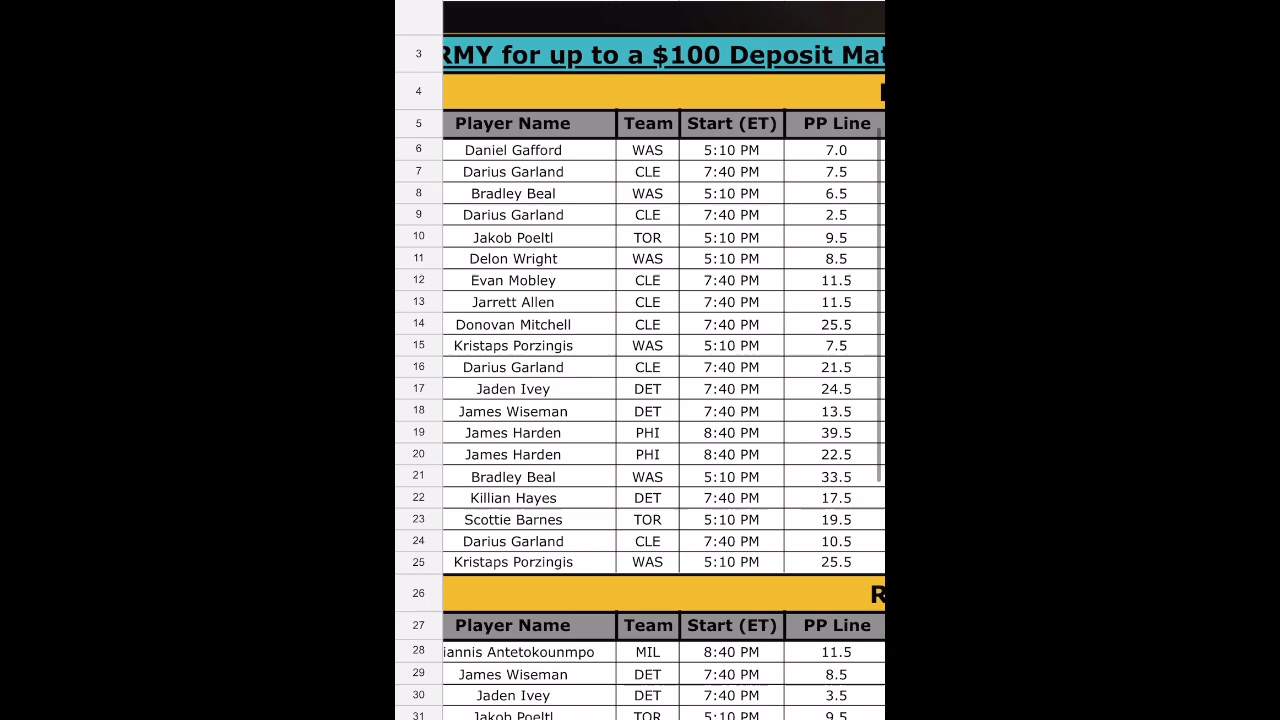 3 RMY for up to a $100 Deposit Mat
4
5 Player Name Team Start (ET) PP Line
6 Daniel Gafford WAS 5:10 PM 7.0
7 Darius Garland CLE 7:40 PM 7.5
8 Bradley Beal WAS 5:10 PM 6.5
9 Darius Garland CLE 7:40 PM 2.5
10 Jakob Poeltl TOR 5:10 PM 9.5
11 Delon Wright WAS 5:10 PM 8.5
12 Evan Mobley CLE 7:40 PM 11.5
13 Jarrett Allen CLE 7:40 PM 11.5
14 Donovan Mitchell CLE 7:40 PM 25.5
15 Kristaps Porzingis WAS 5:10 PM 7.5
16 Darius Garland CLE 7:40 PM 21.5
17 Jaden Ivey DET 7:40 PM 24.5
18 James Wiseman DET 7:40 PM 13.5
19 James Harden PHI 8:40 PM 39.5
20 James Harden PHI 8:40 PM 22.5
21 Bradley Beal WAS 5:10 PM 33.5
22 Killian Hayes DET 7:40 PM 17.5
23 Scottie Barnes TOR 5:10 PM 19.5
24 Darius Garland CLE 7:40 PM 10.5
25 Kristaps Porzingis WAS 5:10 PM 25.5
26 R
27 Player Name Team Start (ET) PP Line
28 iannis Antetokounmpo MIL 8:40 PM 11.5
29 James Wiseman DET 7:40 PM 8.5
30 Jaden Ivey DET 7:40 PM 3.5
31 Jakob Poeltl TOR 5:10 PM 9.5